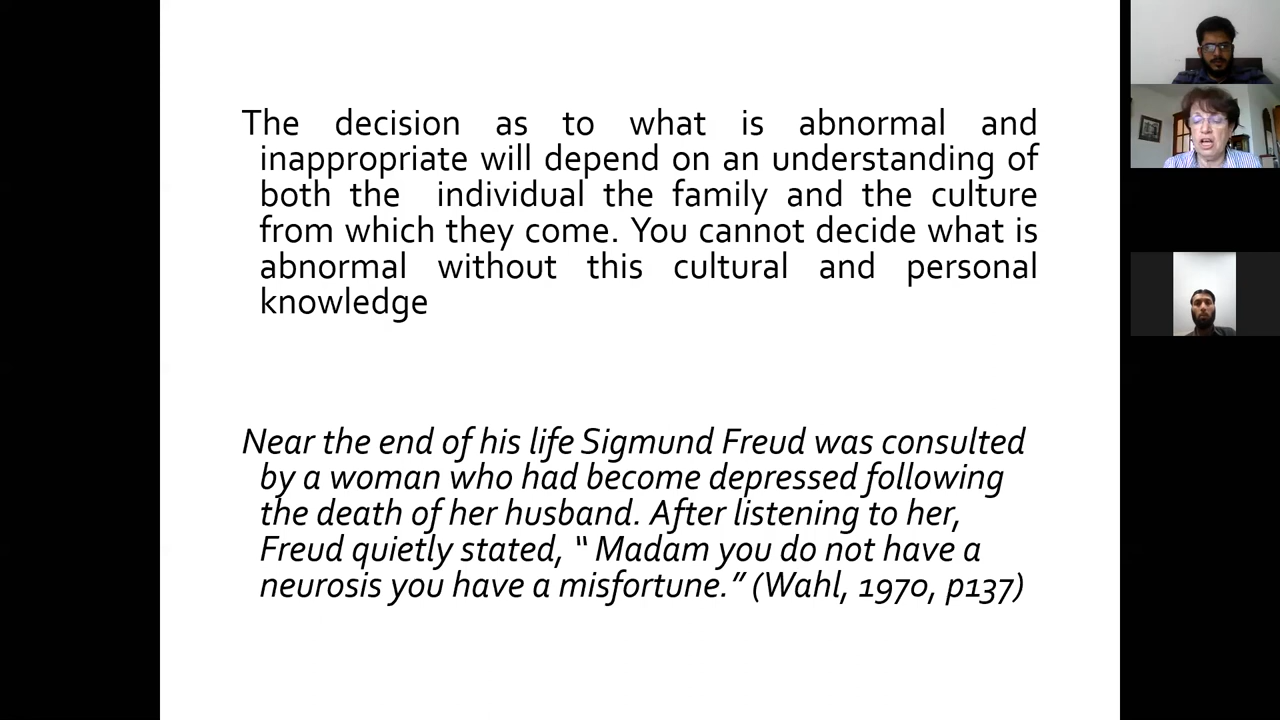 The decision as to what is abnormal and
inappropriate will depend on an understanding of
both the individual the family and the culture
from which they come. You cannot decide what is
abnormal without this cultural and personal
knowledge
Near the end of his life Sigmund Freud was consulted
by a woman who had become depressed following
the death of her husband. After listening to her,
Freud quietly stated, “ Madam you do not have a
neurosis you have a misfortune.” (Wahl, 1970, p137)